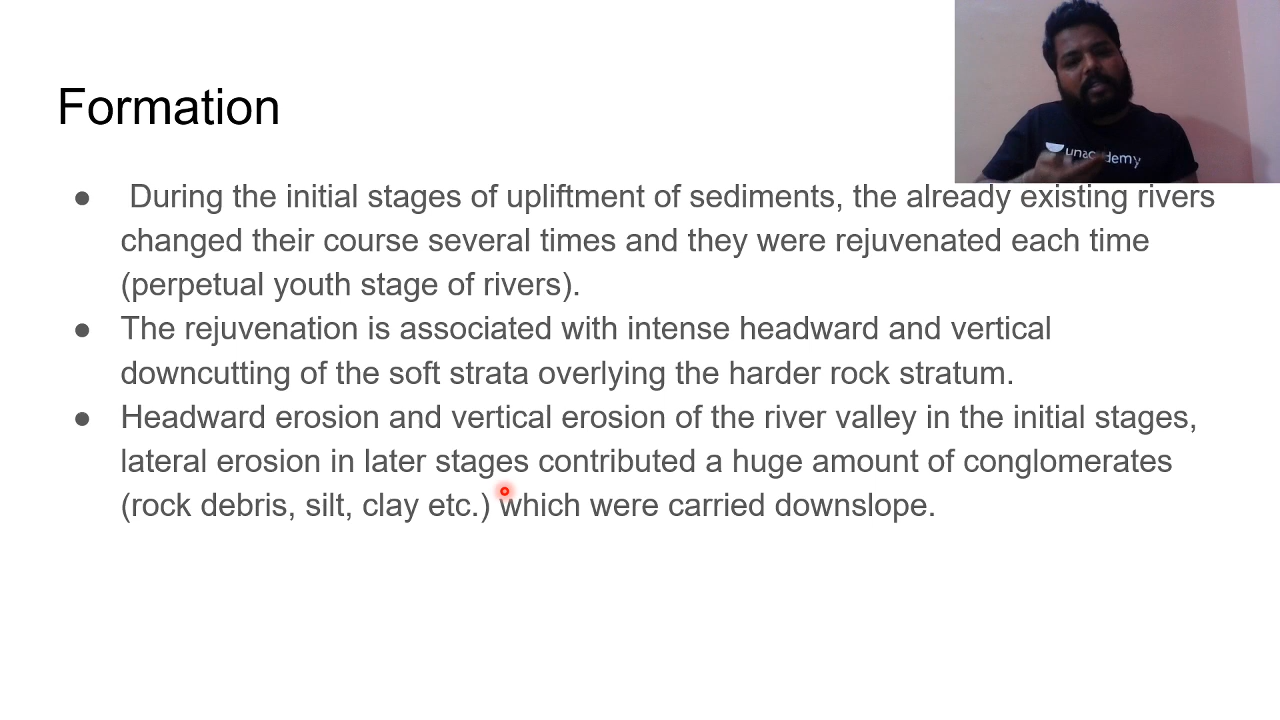 Formation
unacademy
● During the initial stages of upliftment of sediments, the already existing rivers
changed their course several times and they were rejuvenated each time
(perpetual youth stage of rivers).
● The rejuvenation is associated with intense headward and vertical
downcutting of the soft strata overlying the harder rock stratum.
● Headward erosion and vertical erosion of the river valley in the initial stages,
lateral erosion in later stages contributed a huge amount of conglomerates
(rock debris, silt, clay etc.) which were carried downslope.